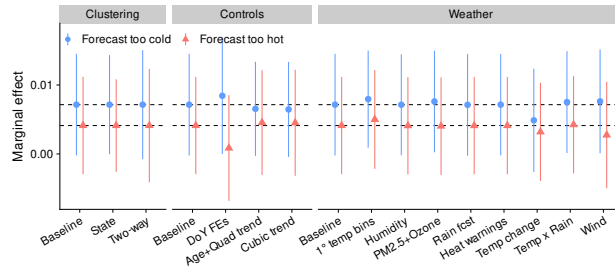 Clustering
Controls
Weather
Forecast too cold
Forecast too hot
Marginal effect
0.01
0.00
Baseline
State
Two-way
Baseline
DoY FEs
Age+Quad trend
Cubic trend
Baseline
1° temp bins
Humidity
PM2.5+Ozone
Rain fcst
Heat warnings
Temp change
Temp x Rain
Wind